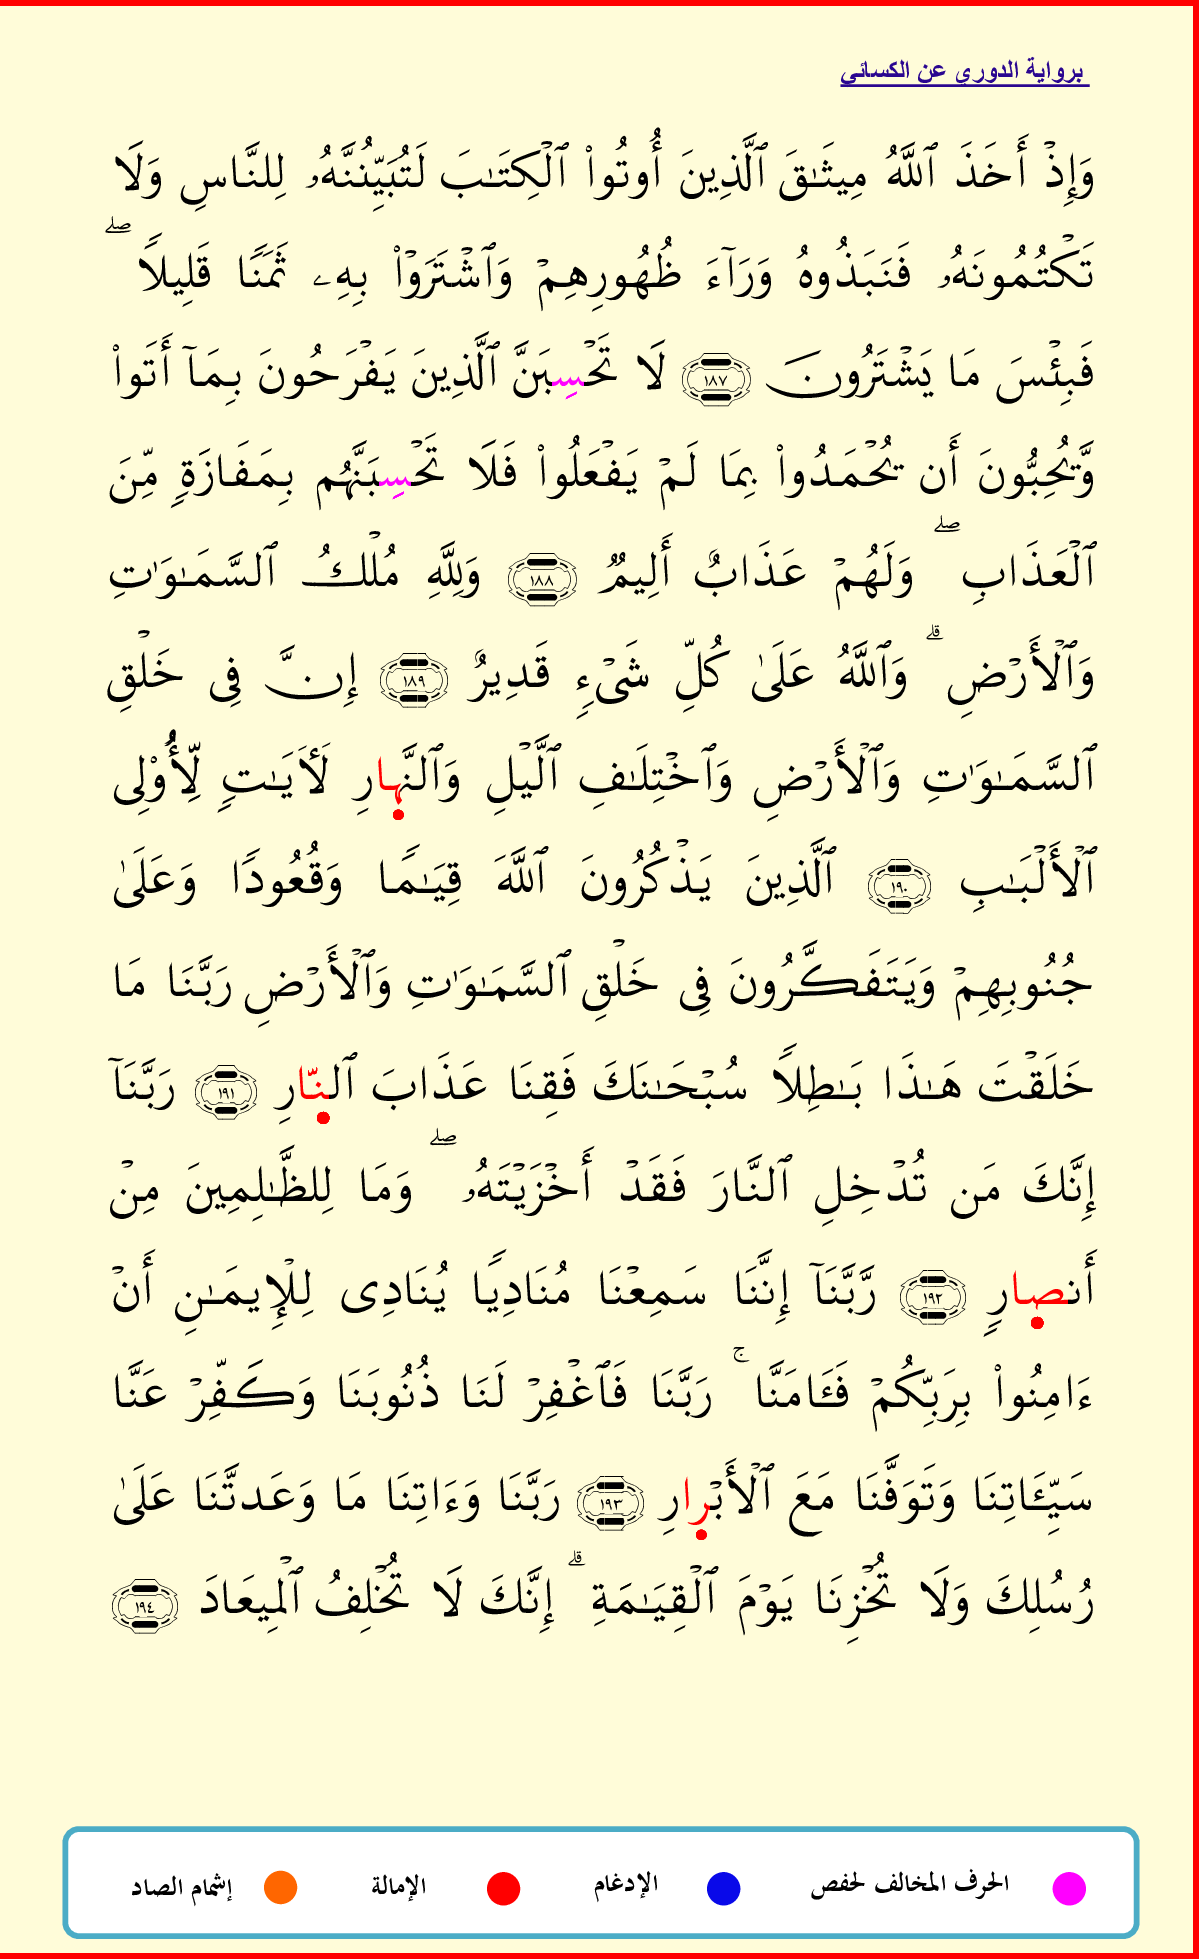 برواية الدوري عن الكسائي
وَإِذۡ أَخَذَ ٱللَّهُ مِيثَٰقَ ٱلَّذِينَ أُوتُوا۟ ٱلۡكِتَٰبَ لَتُبَيِّنُنَّهُۥ لِلنَّاسِ وَلَا
تَكۡتُمُونَهُۥ فَنَبَذُوهُ وَرَآءَ ظُهُورِهِمۡ وَٱشۡتَرَوۡا۟ بِهِۦ ثَمَنًا قَلِيلًا ۖ
فَبِئۡسَ مَا يَشۡتَرُونَ ١٨٧ لَا تَحۡسِبَنَّ ٱلَّذِينَ يَفۡرَحُونَ بِمَآ أَتَوا۟
وَّيُحِبُّونَ أَن يُحۡمَدُوا۟ بِمَا لَمۡ يَفۡعَلُوا۟ فَلَا تَحۡسِبَنَّهُم بِمَفَازَةٍ مِّنَ
ٱلۡعَذَابِ ۖ وَلَهُمۡ عَذَابٌ أَلِيمٌ ١٨٨ وَلِلَّهِ مُلۡكُ ٱلسَّمَٰوَٰتِ
وَٱلۡأَرۡضِ ۗ وَٱللَّهُ عَلَىٰ كُلِّ شَىۡءٍ قَدِيرٌ ١٨٩ إِنَّ فِى خَلۡقِ
ٱلسَّمَٰوَٰتِ وَٱلۡأَرۡضِ وَٱخۡتِلَٰفِ ٱلَّيۡلِ وَٱلنَّهارِ لَأٓيَٰتٍ لِّأُو۟لِى
ٱلۡأَلۡبَٰبِ ١٩٠ ٱلَّذِينَ يَذۡكُرُونَ ٱللَّهَ قِيَٰمًا وَقُعُودًا وَعَلَىٰ
جُنُوبِهِمۡ وَيَتَفَكَّرُونَ فِى خَلۡقِ ٱلسَّمَٰوَٰتِ وَٱلۡأَرۡضِ رَبَّنَا مَا
خَلَقۡتَ هَٰذَا بَٰطِلًا سُبۡحَٰنَكَ فَقِنَا عَذَابَ ٱلنّارِ ١٩١ رَبَّنَآ
إِنَّكَ مَن تُدۡخِلِ ٱلنَّارَ فَقَدۡ أَخۡزَيۡتَهُۥ ۖ وَمَا لِلظَّٰلِمِينَ مِنۡ
أَنصارٍ ١٩٢ رَّبَّنَآ إِنَّنَا سَمِعۡنَا مُنَادِيًا يُنَادِى لِلۡإِيمَٰنِ أَنۡ
ءَامِنُوا۟ بِرَبِّكُمۡ فَـَٔامَنَّا ۚ رَبَّنَا فَٱغۡفِرۡ لَنَا ذُنُوبَنَا وَكَفِّرۡ عَنَّا
سَيِّـَٔاتِنَا وَتَوَفَّنَا مَعَ ٱلۡأَبۡرارِ ١٩٣ رَبَّنَا وَءَاتِنَا مَا وَعَدتَّنَا عَلَىٰ
رُسُلِكَ وَلَا تُخۡزِنَا يَوۡمَ ٱلۡقِيَٰمَةِ ۗ إِنَّكَ لَا تُخۡلِفُ ٱلۡمِيعَادَ ١٩٤
الحرف المخالف لحفص الإدغام الإمالة إشمام الصاد